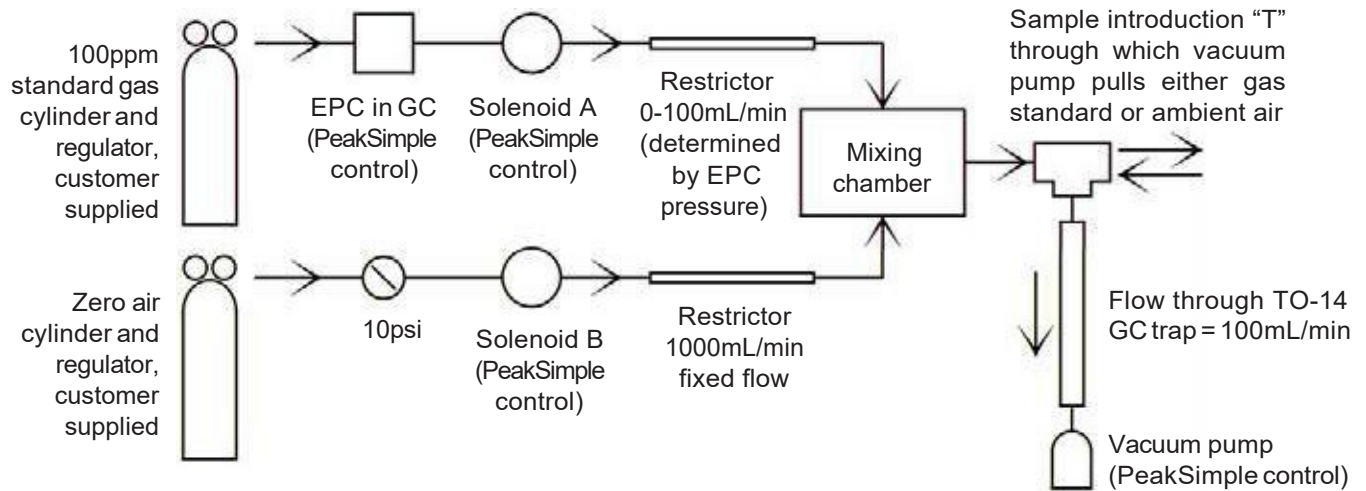 100ppm
standard gas
cylinder and
regulator,
customer
supplied
EPC in GC
(PeakSimple
control)
Solenoid A
(PeakSimple
control)
Restrictor
0-100mL/min
(determined
by EPC
pressure)
Mixing
chamber
Sample introduction “T”
through which vacuum
pump pulls either gas
standard or ambient air
Zero air
cylinder and
regulator,
customer
supplied
10psi
Solenoid B
(PeakSimple
control)
Restrictor
1000mL/min
fixed flow
Flow through TO-14
GC trap = 100mL/min
Vacuum pump
(PeakSimple control)